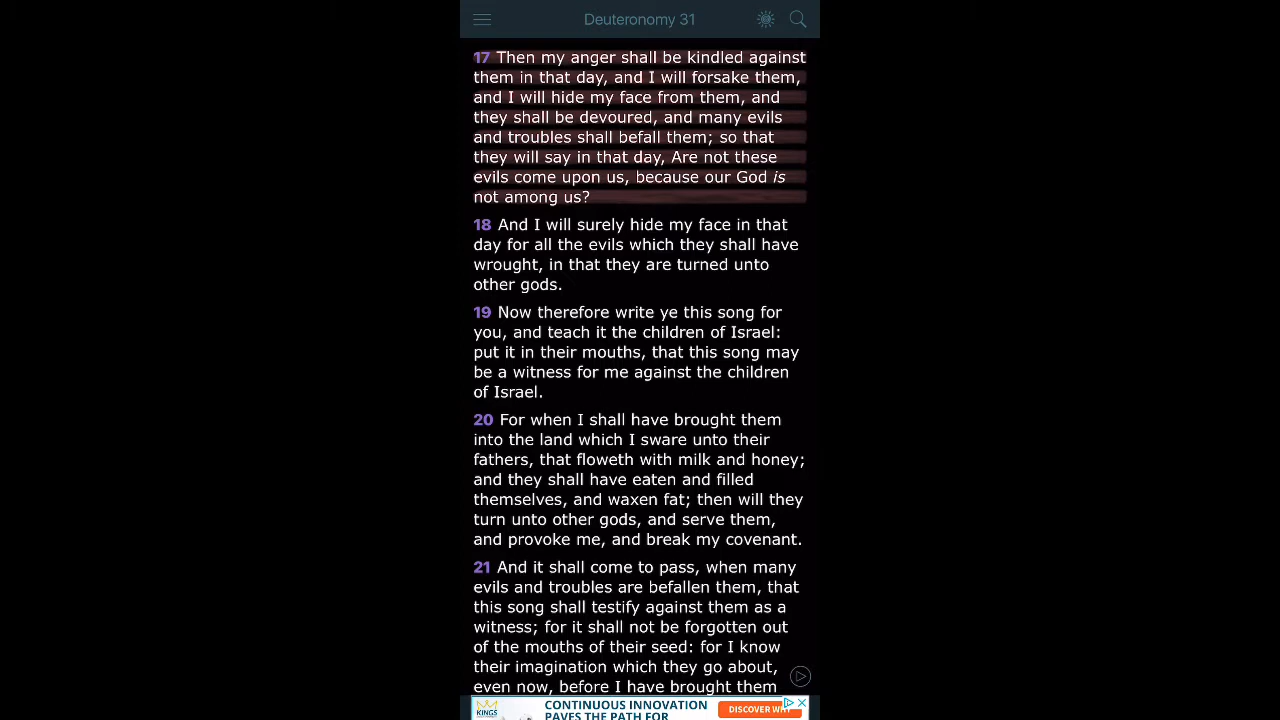 Deuteronomy 31
17 Then my anger shall be kindled against
them in that day, and I will forsake them,
and I will hide my face from them, and
they shall be devoured, and many evils
and troubles shall befall them; so that
they will say in that day, Are not these
evils come upon us, because our God is
not among us?
18 And I will surely hide my face in that
day for all the evils which they shall have
wrought, in that they are turned unto
other gods.
19 Now therefore write ye this song for
you, and teach it the children of Israel:
put it in their mouths, that this song may
be a witness for me against the children
of Israel.
20 For when I shall have brought them
into the land which I sware unto their
fathers, that floweth with milk and honey;
and they shall have eaten and filled
themselves, and waxen fat; then will they
turn unto other gods, and serve them,
and provoke me, and break my covenant.
21 And it shall come to pass, when many
evils and troubles are befallen them, that
this song shall testify against them as a
witness; for it shall not be forgotten out
of the mouths of their seed: for I know
their imagination which they go about,
even now, before I have brought them
KINGS
CONTINUOUS INNOVATION
PAVES THE PATH FOR
DISCOVER WHY